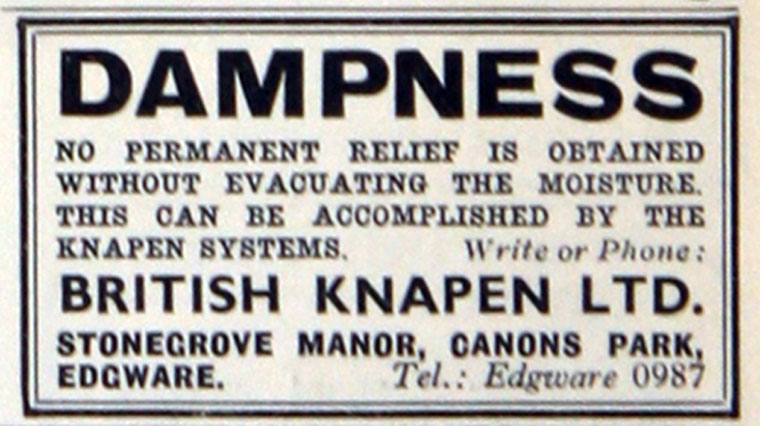 DAMPNESS
NO PERMANENT RELIEF IS OBTAINED
WITHOUT EVACUATING THE MOISTURE.
THIS CAN BE ACCOMPLISHED BY THE
KNAPEN SYSTEMS. Write or Phone:
BRITISH KNAPEN LTD.
STONEGROVE MANOR, CANONS PARK,
EDGWARE. Tel.: Edgware 0987